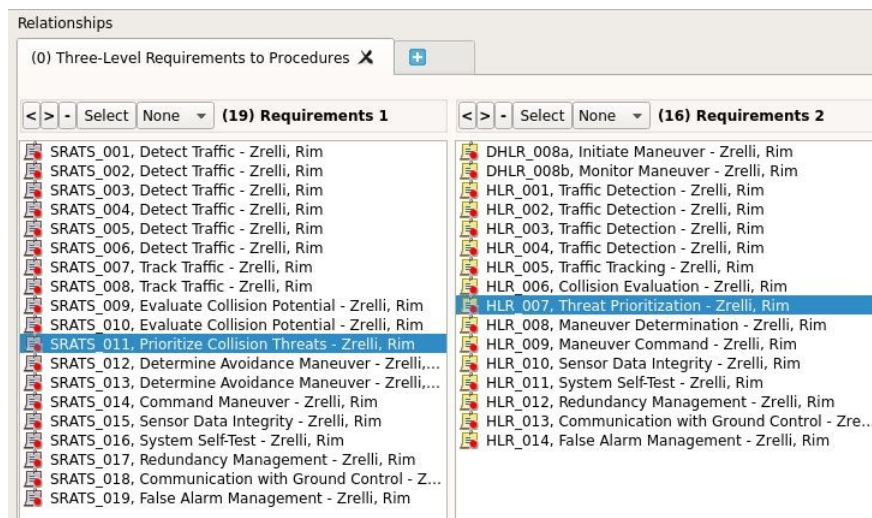 Relationships
(0) Three-Level Requirements to Procedures X
< > - Select None (19) Requirements 1
SRATS_001, Detect Traffic - Zrelli, Rim
SRATS_002, Detect Traffic - Zrelli, Rim
SRATS_003, Detect Traffic - Zrelli, Rim
SRATS_004, Detect Traffic - Zrelli, Rim
SRATS_005, Detect Traffic - Zrelli, Rim
SRATS_006, Detect Traffic - Zrelli, Rim
SRATS_007, Track Traffic - Zrelli, Rim
SRATS_008, Track Traffic - Zrelli, Rim
SRATS_009, Evaluate Collision Potential - Zrelli, Rim
SRATS_010, Evaluate Collision Potential - Zrelli, Rim
SRATS_011, Prioritize Collision Threats - Zrelli, Rim
SRATS_012, Determine Avoidance Maneuver - Zrelli,...
SRATS_013, Determine Avoidance Maneuver - Zrelli,...
SRATS_014, Command Maneuver - Zrelli, Rim
SRATS_015, Sensor Data Integrity - Zrelli, Rim
SRATS_016, System Self-Test - Zrelli, Rim
SRATS_017, Redundancy Management - Zrelli, Rim
SRATS_018, Communication with Ground Control - Z...
SRATS_019, False Alarm Management - Zrelli, Rim
< > - Select None (16) Requirements 2
DHLR_008a, Initiate Maneuver - Zrelli, Rim
DHLR_008b, Monitor Maneuver - Zrelli, Rim
HLR_001, Traffic Detection - Zrelli, Rim
HLR_002, Traffic Detection - Zrelli, Rim
HLR_003, Traffic Detection - Zrelli, Rim
HLR_004, Traffic Detection - Zrelli, Rim
HLR_005, Traffic Tracking - Zrelli, Rim
HLR_006, Collision Evaluation - Zrelli, Rim
HLR_007, Threat Prioritization - Zrelli, Rim
HLR_008, Maneuver Determination - Zrelli, Rim
HLR_009, Maneuver Command - Zrelli, Rim
HLR_010, Sensor Data Integrity - Zrelli, Rim
HLR_011, System Self-Test - Zrelli, Rim
HLR_012, Redundancy Management - Zrelli, Rim
HLR_013, Communication with Ground Control - Zre...
HLR_014, False Alarm Management - Zrelli, Rim